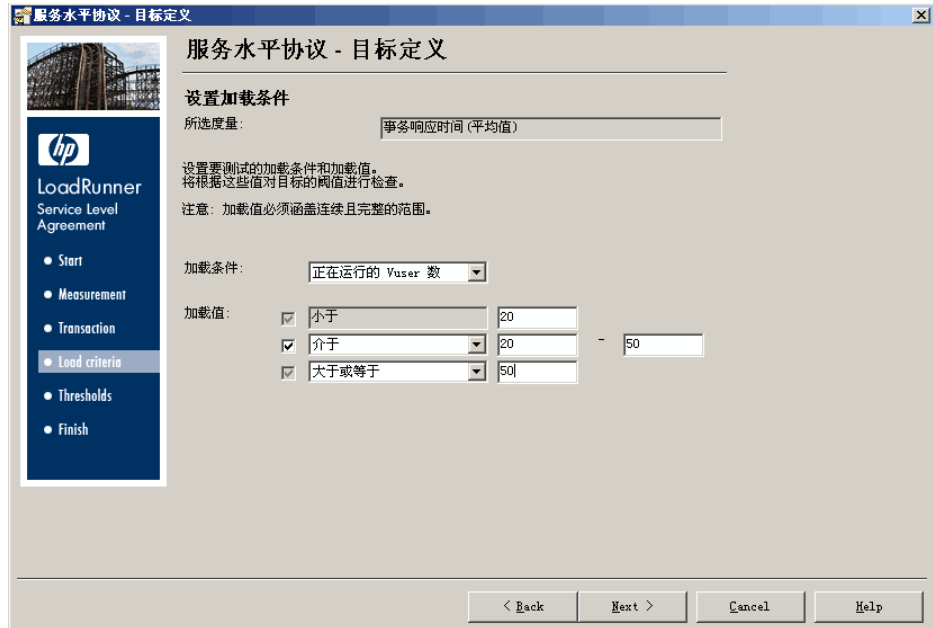 服务水平协议 - 目标定义
服务水平协议 - 目标定义
设置加载条件
所选度量:
事务响应时间(平均值)
设置要测试的加载条件和加载值。
将根据这些值对目标的阈值进行检查。
注意: 加载值必须涵盖连续且完整的范围。
hp
LoadRunner
Service Level
Agreement
Start
Measurement
Transaction
Load criteria
Thresholds
Finish
加载条件:
正在运行的 Vuser 数
加载值:
小于 20
介于 20 - 50
大于或等于 50
< Back
Next >
Cancel
Help